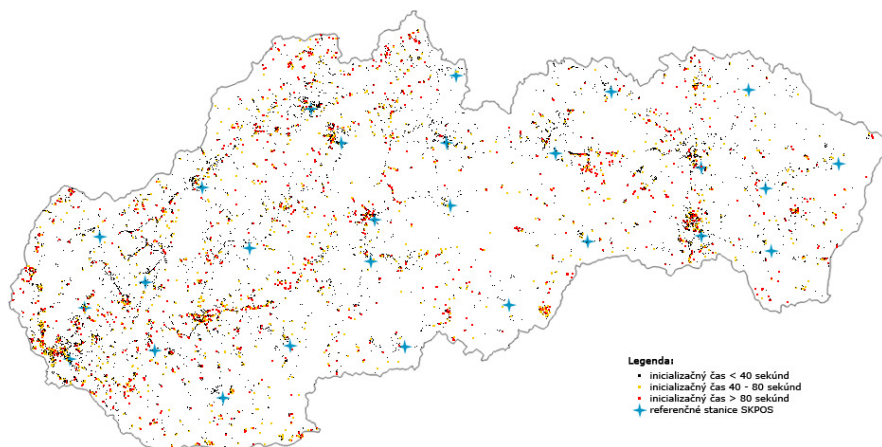 Legenda:
inicializačný čas < 40 sekúnd
inicializačný čas 40 - 80 sekúnd
inicializačný čas > 80 sekúnd
referenčné stanice SKPOS